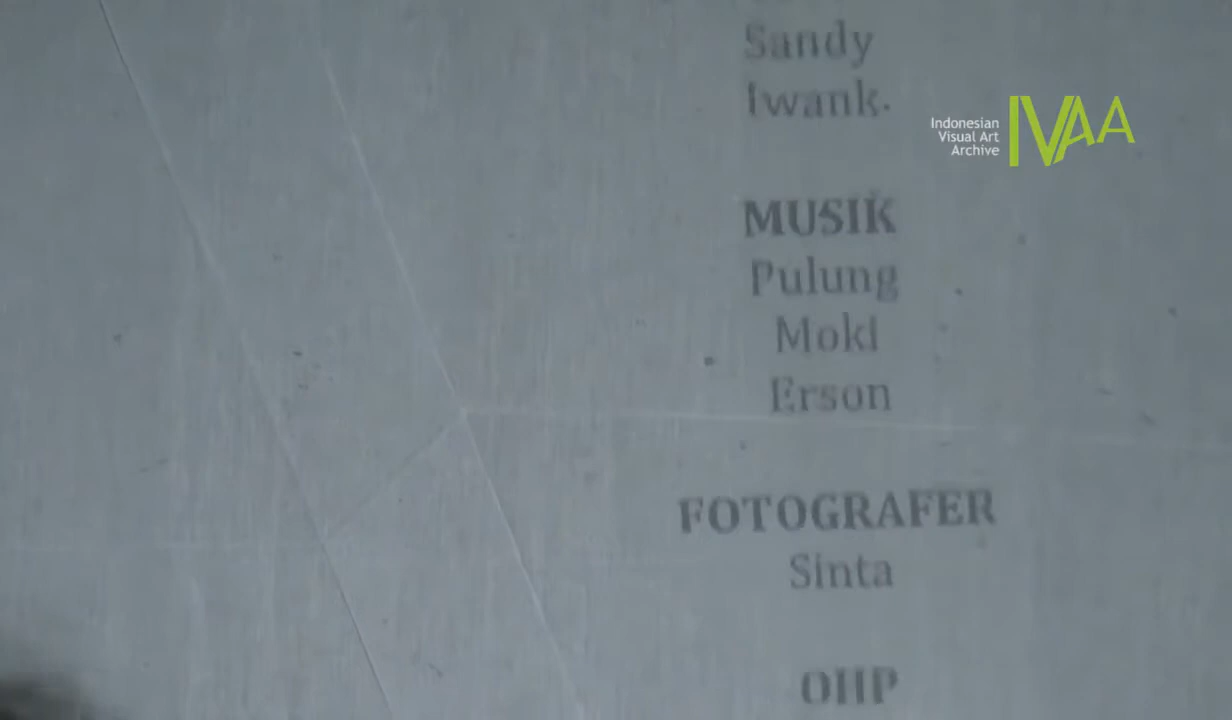 Sandy
Iwank.
Indonesian
Visual Art
Archive
IVAA
MUSIK
Pulung
Moki
Erson
FOTOGRAFER
Sinta
OHP